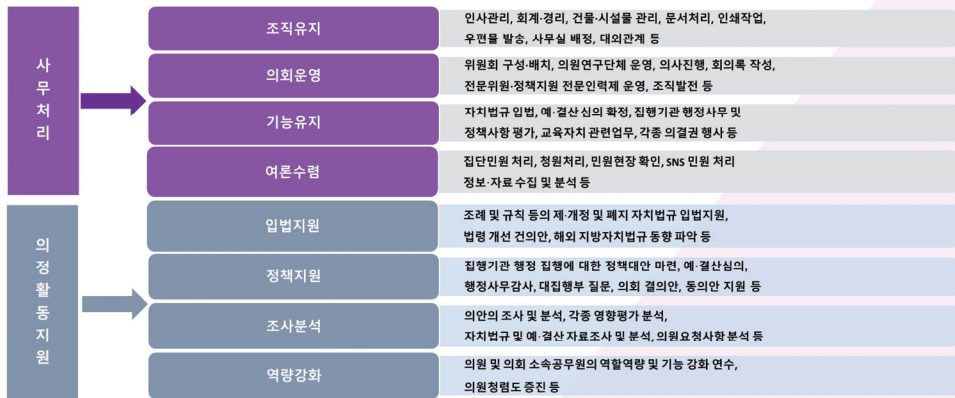 사무처리
조직유지
인사관리, 회계·경리, 건물·시설물 관리, 문서처리, 인쇄작업,
우편물 발송, 사무실 배정, 대외관계 등
의회운영
위원회 구성·배치, 의원연구단체 운영, 의사진행, 회의록 작성,
전문위원·정책지원 전문인력제 운영, 조직발전 등
기능유지
자치법규 입법, 예·결산 심의 확정, 집행기관 행정사무 및
정책사항 평가, 교육자치 관련업무, 각종 의결권 행사 등
여론수렴
집단민원 처리, 청원처리, 민원현장 확인, SNS 민원 처리
정보·자료 수집 및 분석 등
의정활동지원
입법지원
조례 및 규칙 등의 제·개정 및 폐지 자치법규 입법지원,
법령 개선 건의안, 해외 지방자치법규 동향 파악 등
정책지원
집행기관 행정 집행에 대한 정책대안 마련, 예·결산심의,
행정사무감사, 대집행부 질문, 의회 결의안, 동의안 지원 등
조사분석
의안의 조사 및 분석, 각종 영향평가 분석,
자치법규 및 예·결산 자료조사 및 분석, 의원요청사항 분석 등
역량강화
의원 및 의회 소속공무원의 역할역량 및 기능 강화 연수,
의원청렴도 증진 등